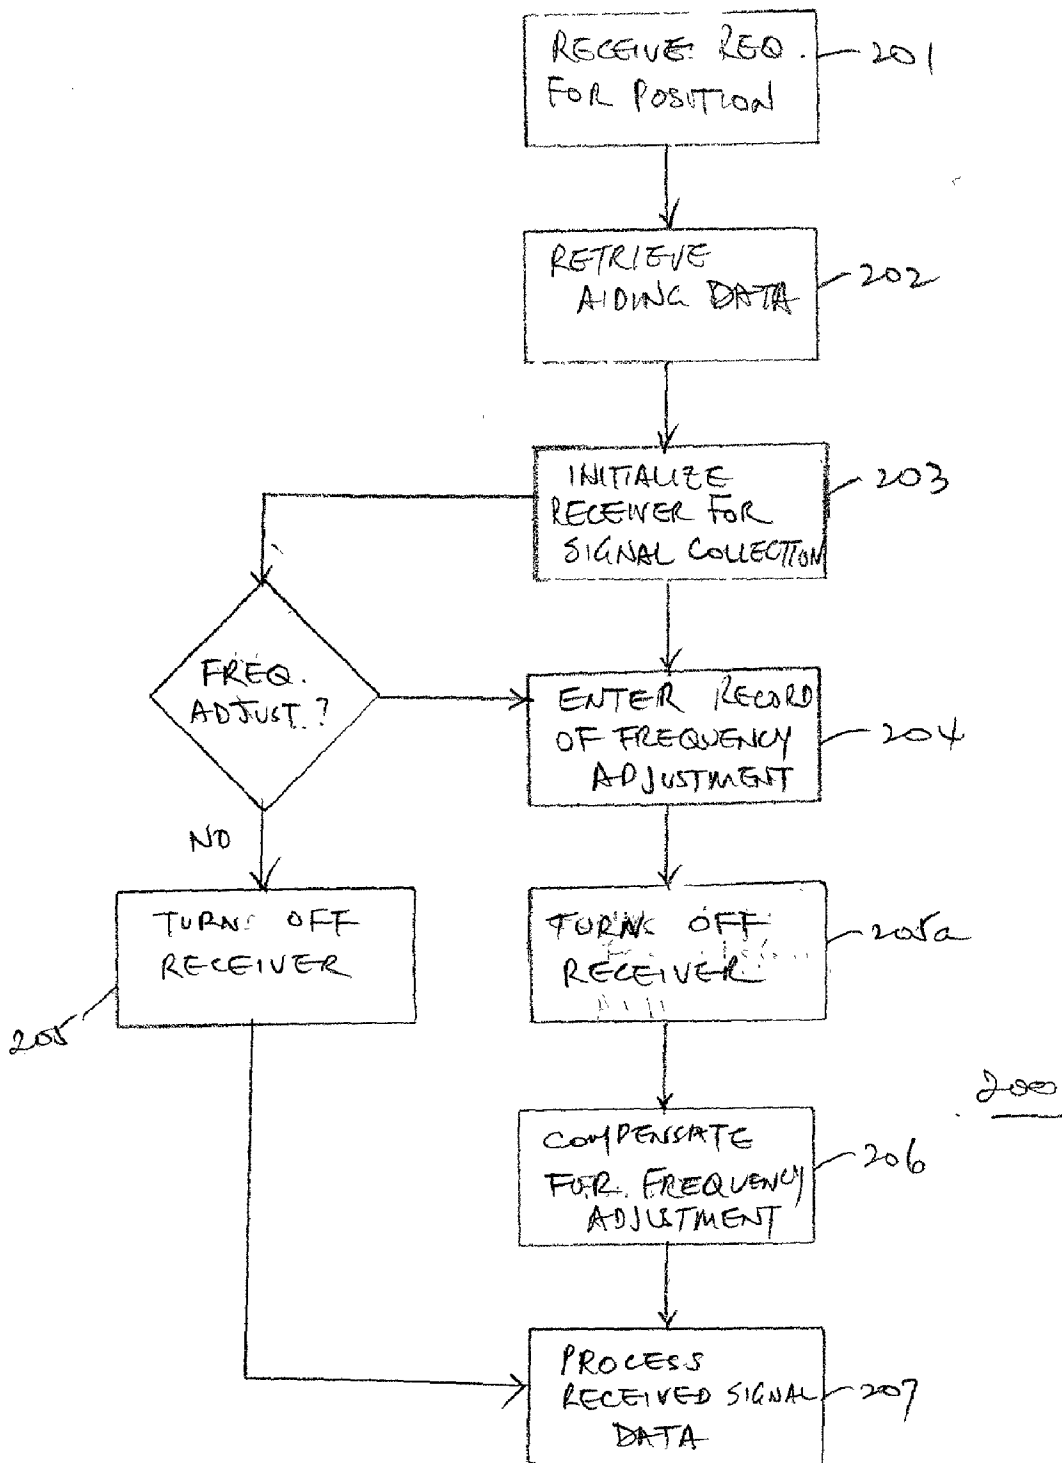 RECEIVE REQ.
FOR POSITION
201
RETRIEVE
AIDING DATA
202
INITIALIZE
RECEIVER FOR
SIGNAL COLLECTION
203
FREQ.
ADJUST.?
ENTER RECORD
OF FREQUENCY
ADJUSTMENT
204
NO
TURNS OFF
RECEIVER
205
TURNS OFF
RECEIVER
205a
200
COMPENSATE
FOR FREQUENCY
ADJUSTMENT
206
PROCESS
RECEIVED SIGNAL
DATA
207